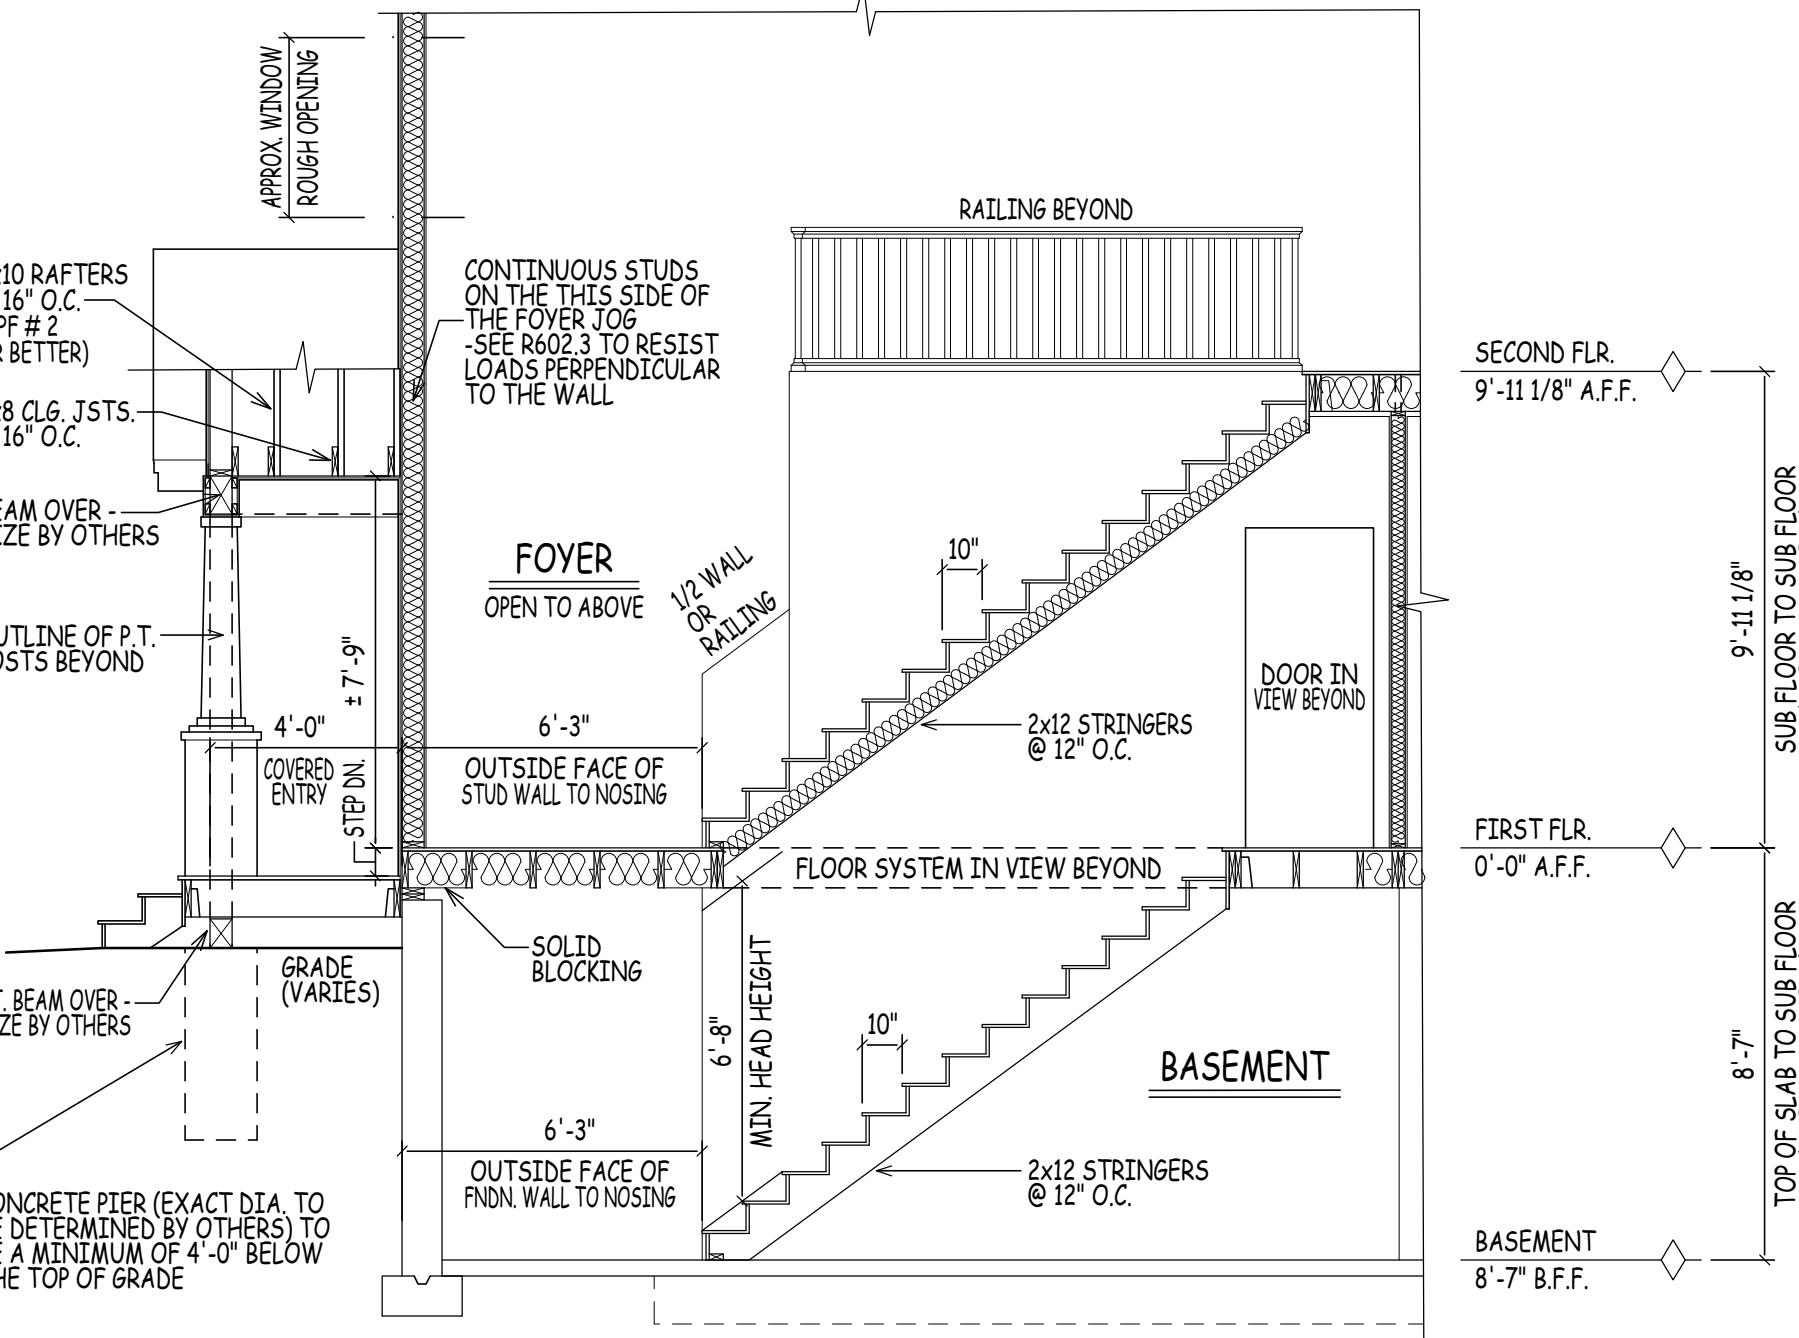 APPROX. WINDOW
ROUGH OPENING
RAILING BEYOND
10 RAFTERS
16" O.C.
PF # 2
BETTER)
8 CLG. JSTS.
16" O.C.
CONTINUOUS STUDS
ON THE THIS SIDE OF
THE FOYER JOG
-SEE R602.3 TO RESIST
LOADS PERPENDICULAR
TO THE WALL
SECOND FLR.
9'-11 1/8" A.F.F.
EAM OVER -
IZE BY OTHERS
FOYER
OPEN TO ABOVE
1/2 WALL
OR
RAILING
10"
UTLINE OF P.T.
OSTS BEYOND
± 7'-9"
DOOR IN
VIEW BEYOND
9'-11 1/8"
SUB FLOOR TO SUB FLOOR
4'-0"
COVERED
ENTRY
STEP DN.
6'-3"
OUTSIDE FACE OF
STUD WALL TO NOSING
2x12 STRINGERS
@ 12" O.C.
FIRST FLR.
0'-0" A.F.F.
FLOOR SYSTEM IN VIEW BEYOND
SOLID
BLOCKING
GRADE
(VARIES)
T. BEAM OVER -
ZE BY OTHERS
6'-8"
MIN. HEAD HEIGHT
10"
BASEMENT
8'-7"
TOP OF SLAB TO SUB FLOOR
6'-3"
OUTSIDE FACE OF
FNDN. WALL TO NOSING
2x12 STRINGERS
@ 12" O.C.
ONCRETE PIER (EXACT DIA. TO
E DETERMINED BY OTHERS) TO
E A MINIMUM OF 4'-0" BELOW
HE TOP OF GRADE
BASEMENT
8'-7" B.F.F.